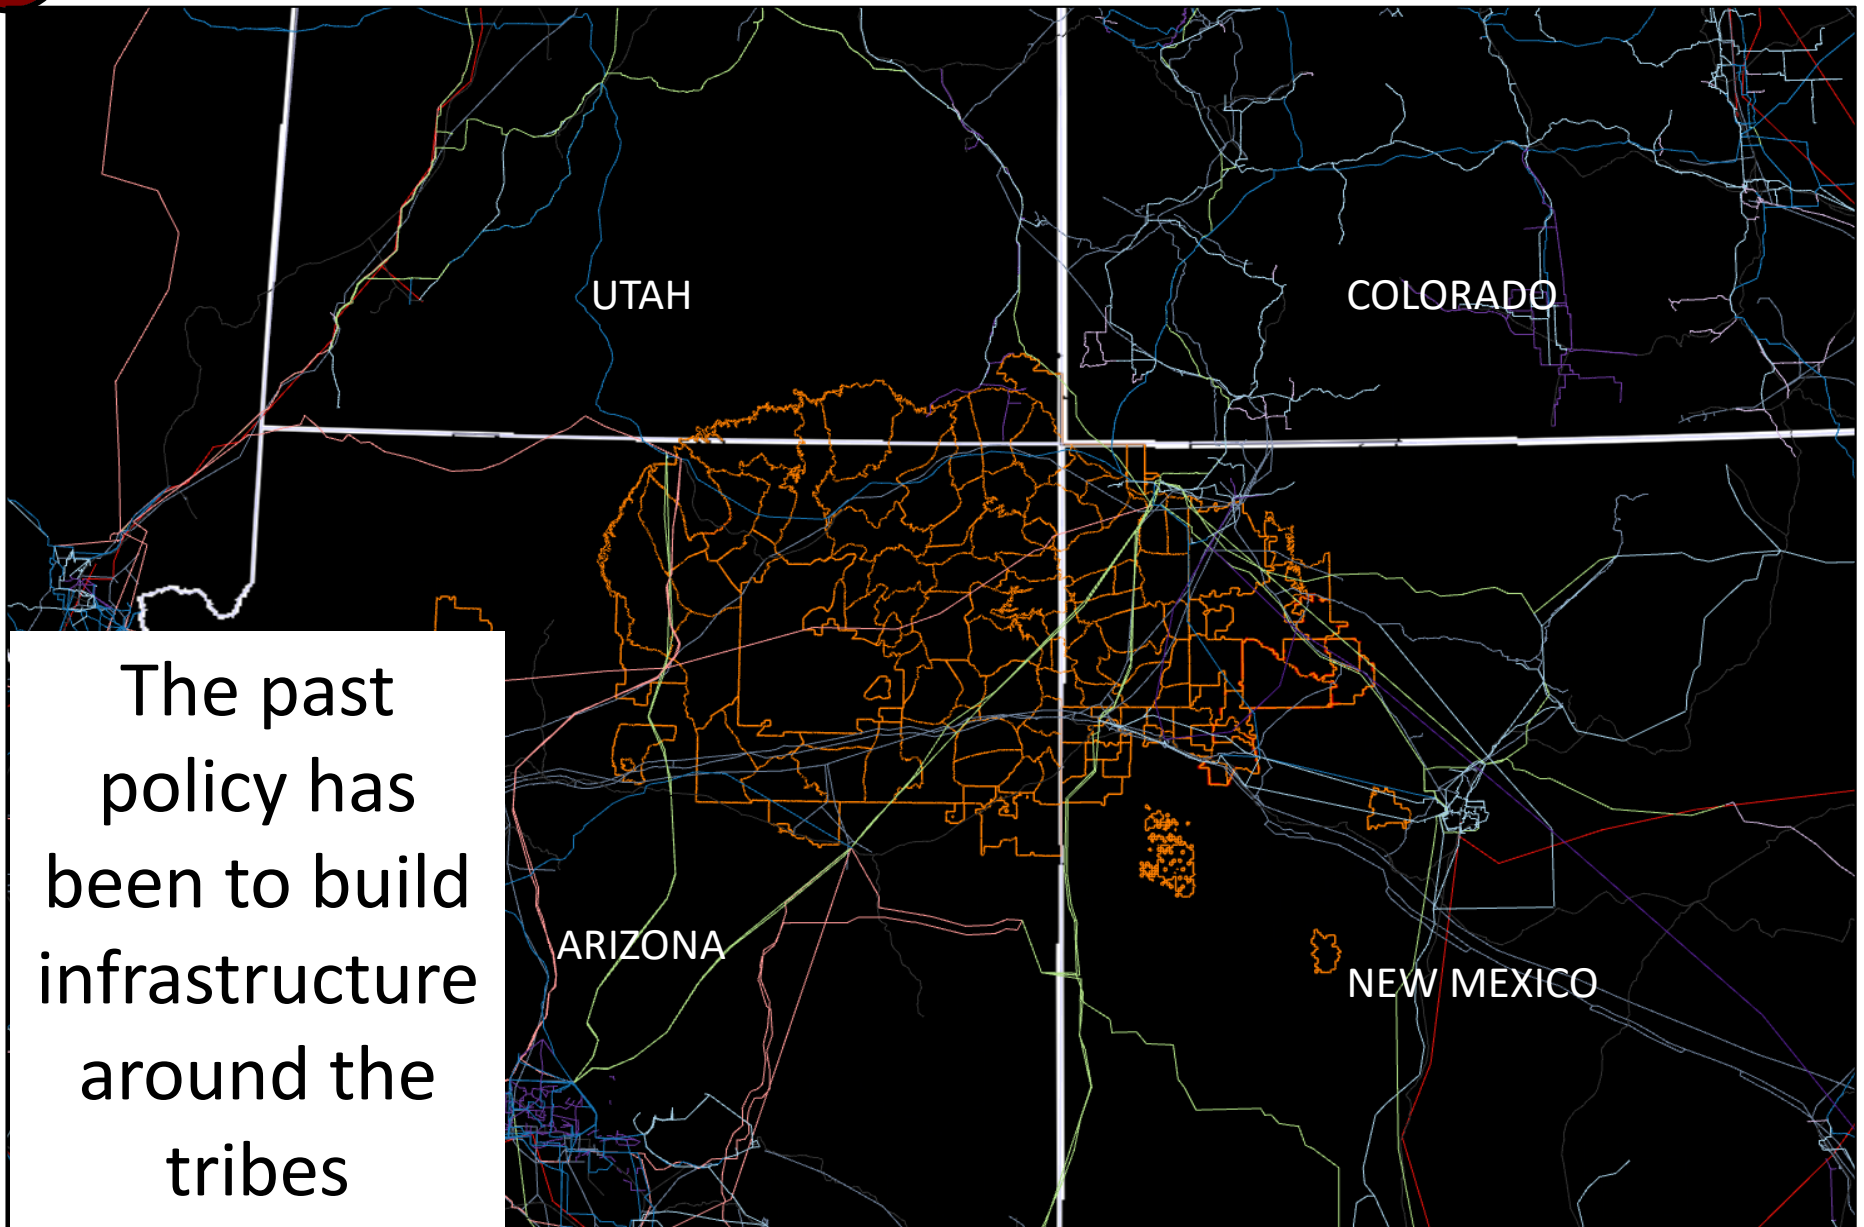 UTAH
COLORADO
The past
policy has
been to build
infrastructure
around the
tribes
ARIZONA
NEW MEXICO